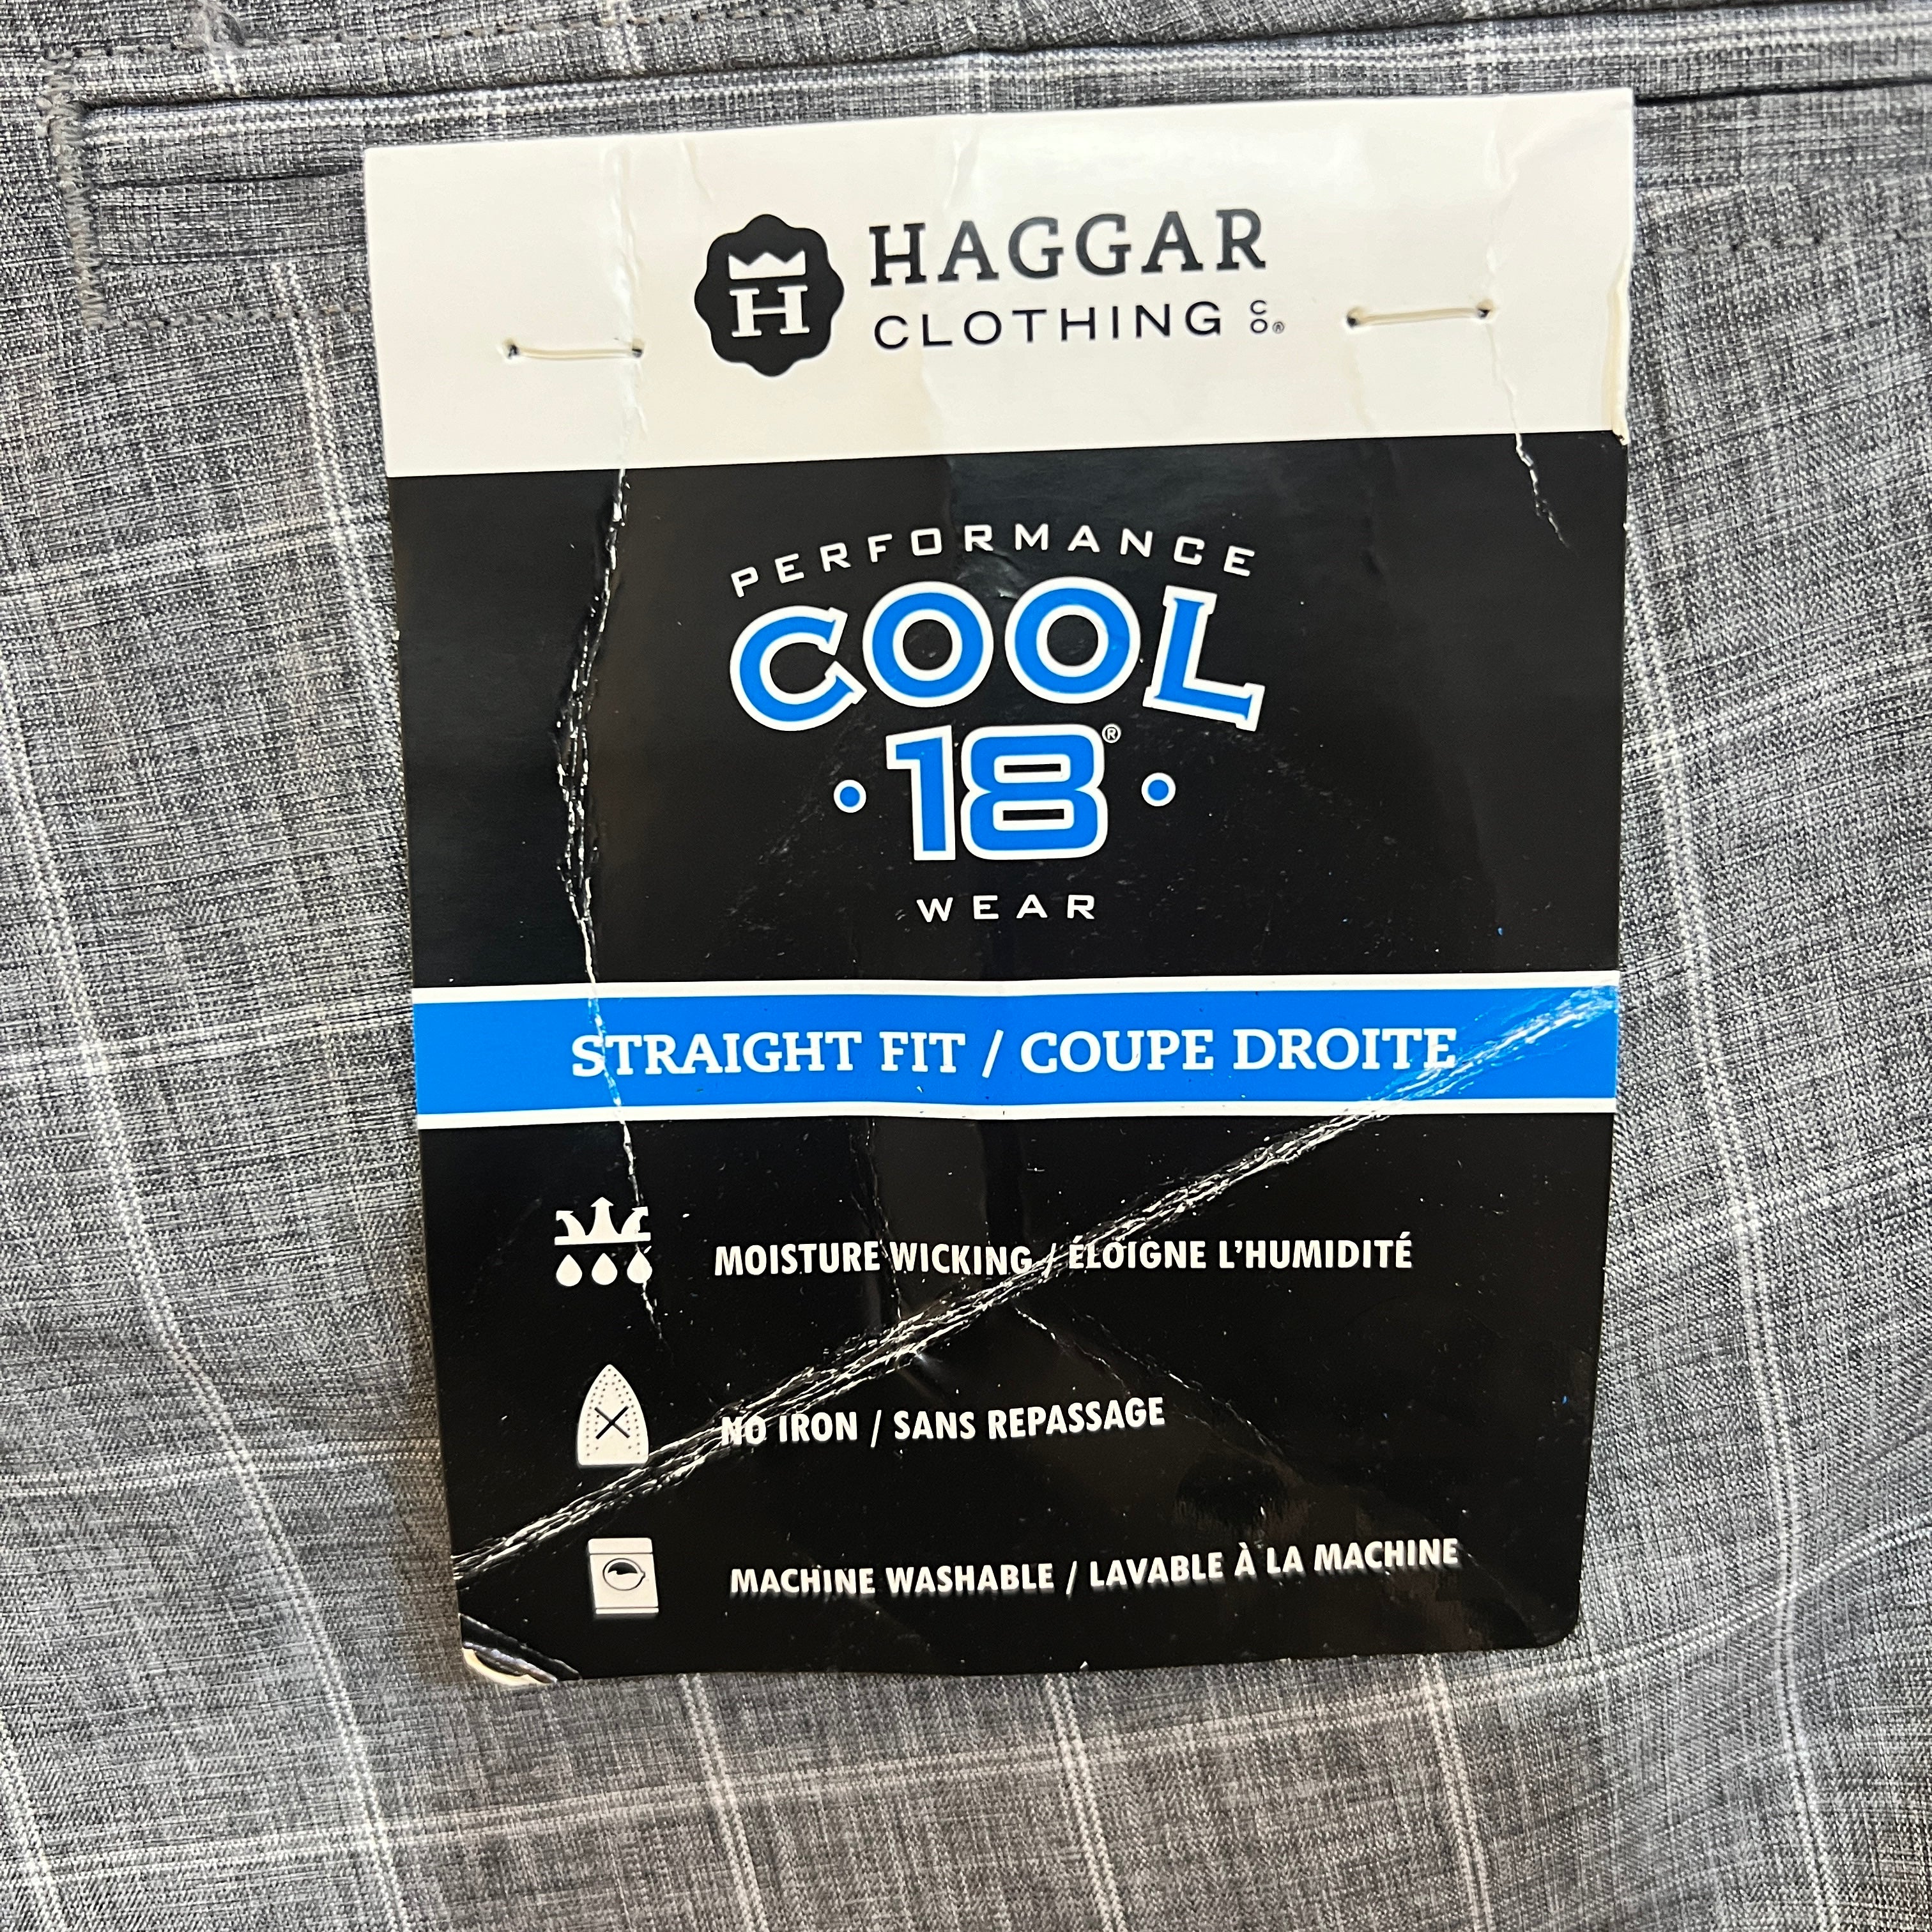 H
HAGGAR
CLOTHING CO®
PERFORMANCE
COOL
• 18® •
WEAR
STRAIGHT FIT / COUPE DROITE
MOISTURE WICKING / ÉLOIGNE L'HUMIDITÉ
NO IRON / SANS REPASSAGE
MACHINE WASHABLE / LAVABLE À LA MACHINE